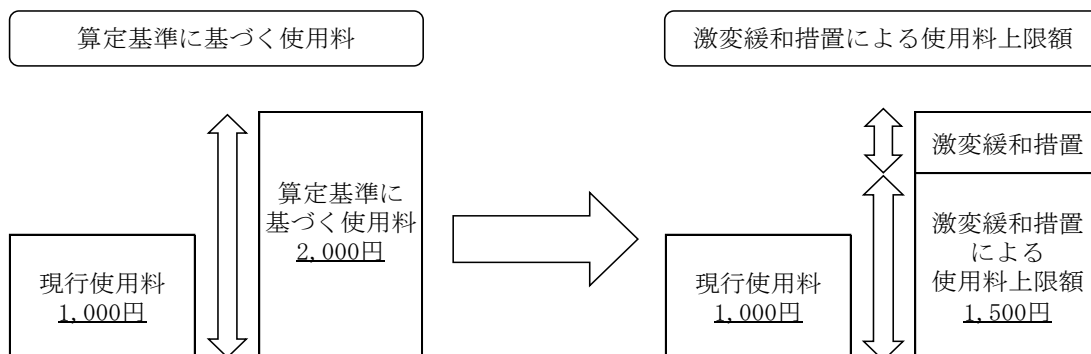 算定基準に基づく使用料
現行使用料
1,000円
算定基準に
基づく使用料
2,000円
激変緩和措置による使用料上限額
現行使用料
1,000円
激変緩和措置
激変緩和措置
による
使用料上限額
1,500円